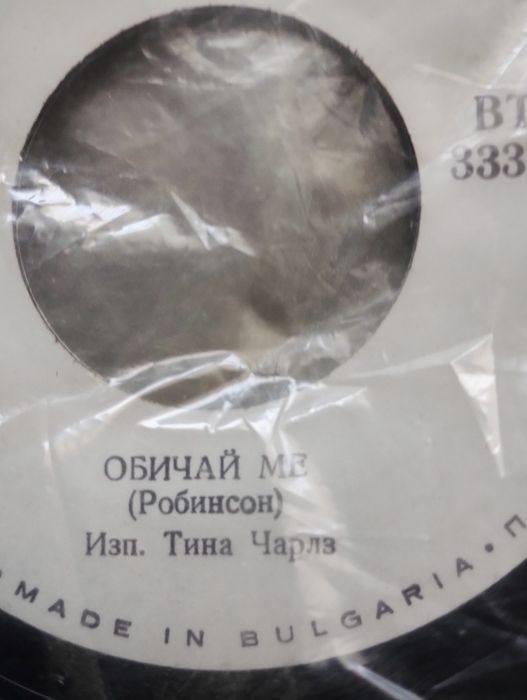 ВТ
333
ОБИЧАЙ МЕ
(Робинсон)
Изп. Тина Чарлз
MADE IN BULGARIA • П